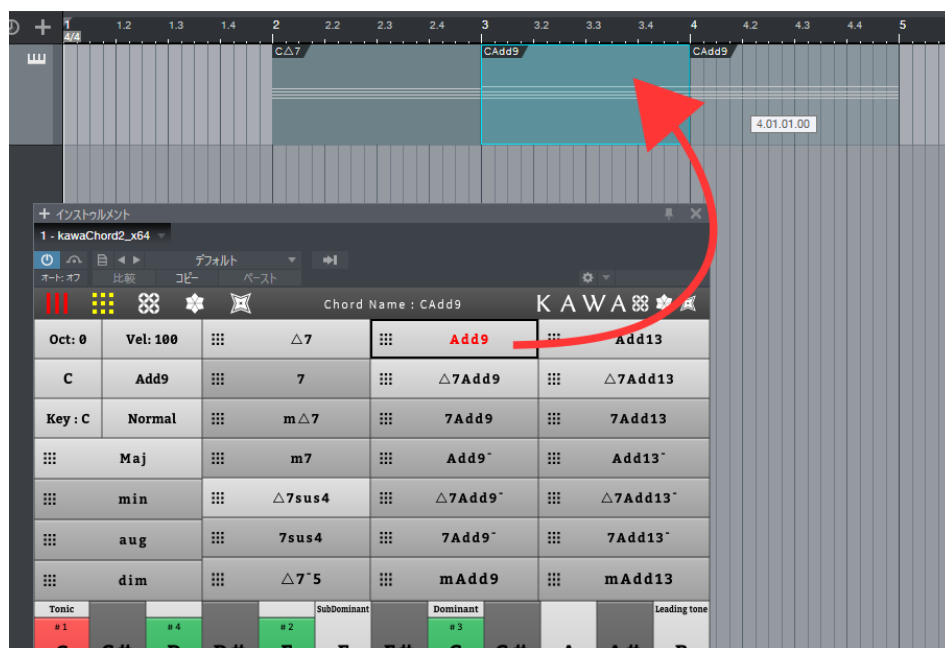 1 1.2 1.3 1.4 2 2.2 2.3 2.4 3 3.2 3.3 3.4 4 4.2 4.3 4.4 5
4/4
C△7 CAdd9 CAdd9
4.01.01.00
インストゥルメント
1 - kawaChord2_x64
デフォルト
オート: オフ 比較 コピー ペースト
Chord Name : CAdd9 KAWA
Oct: 0 Vel: 100 △7 Add9 Add13
C Add9 7 △7Add9 △7Add13
Key : C Normal m△7 7Add9 7Add13
Maj m7 Add9- Add13-
min △7sus4 △7Add9- △7Add13-
aug 7sus4 7Add9- 7Add13-
dim △7-5 mAdd9 mAdd13
Tonic SubDominant Dominant Leading tone
#1 #4 #2 #3